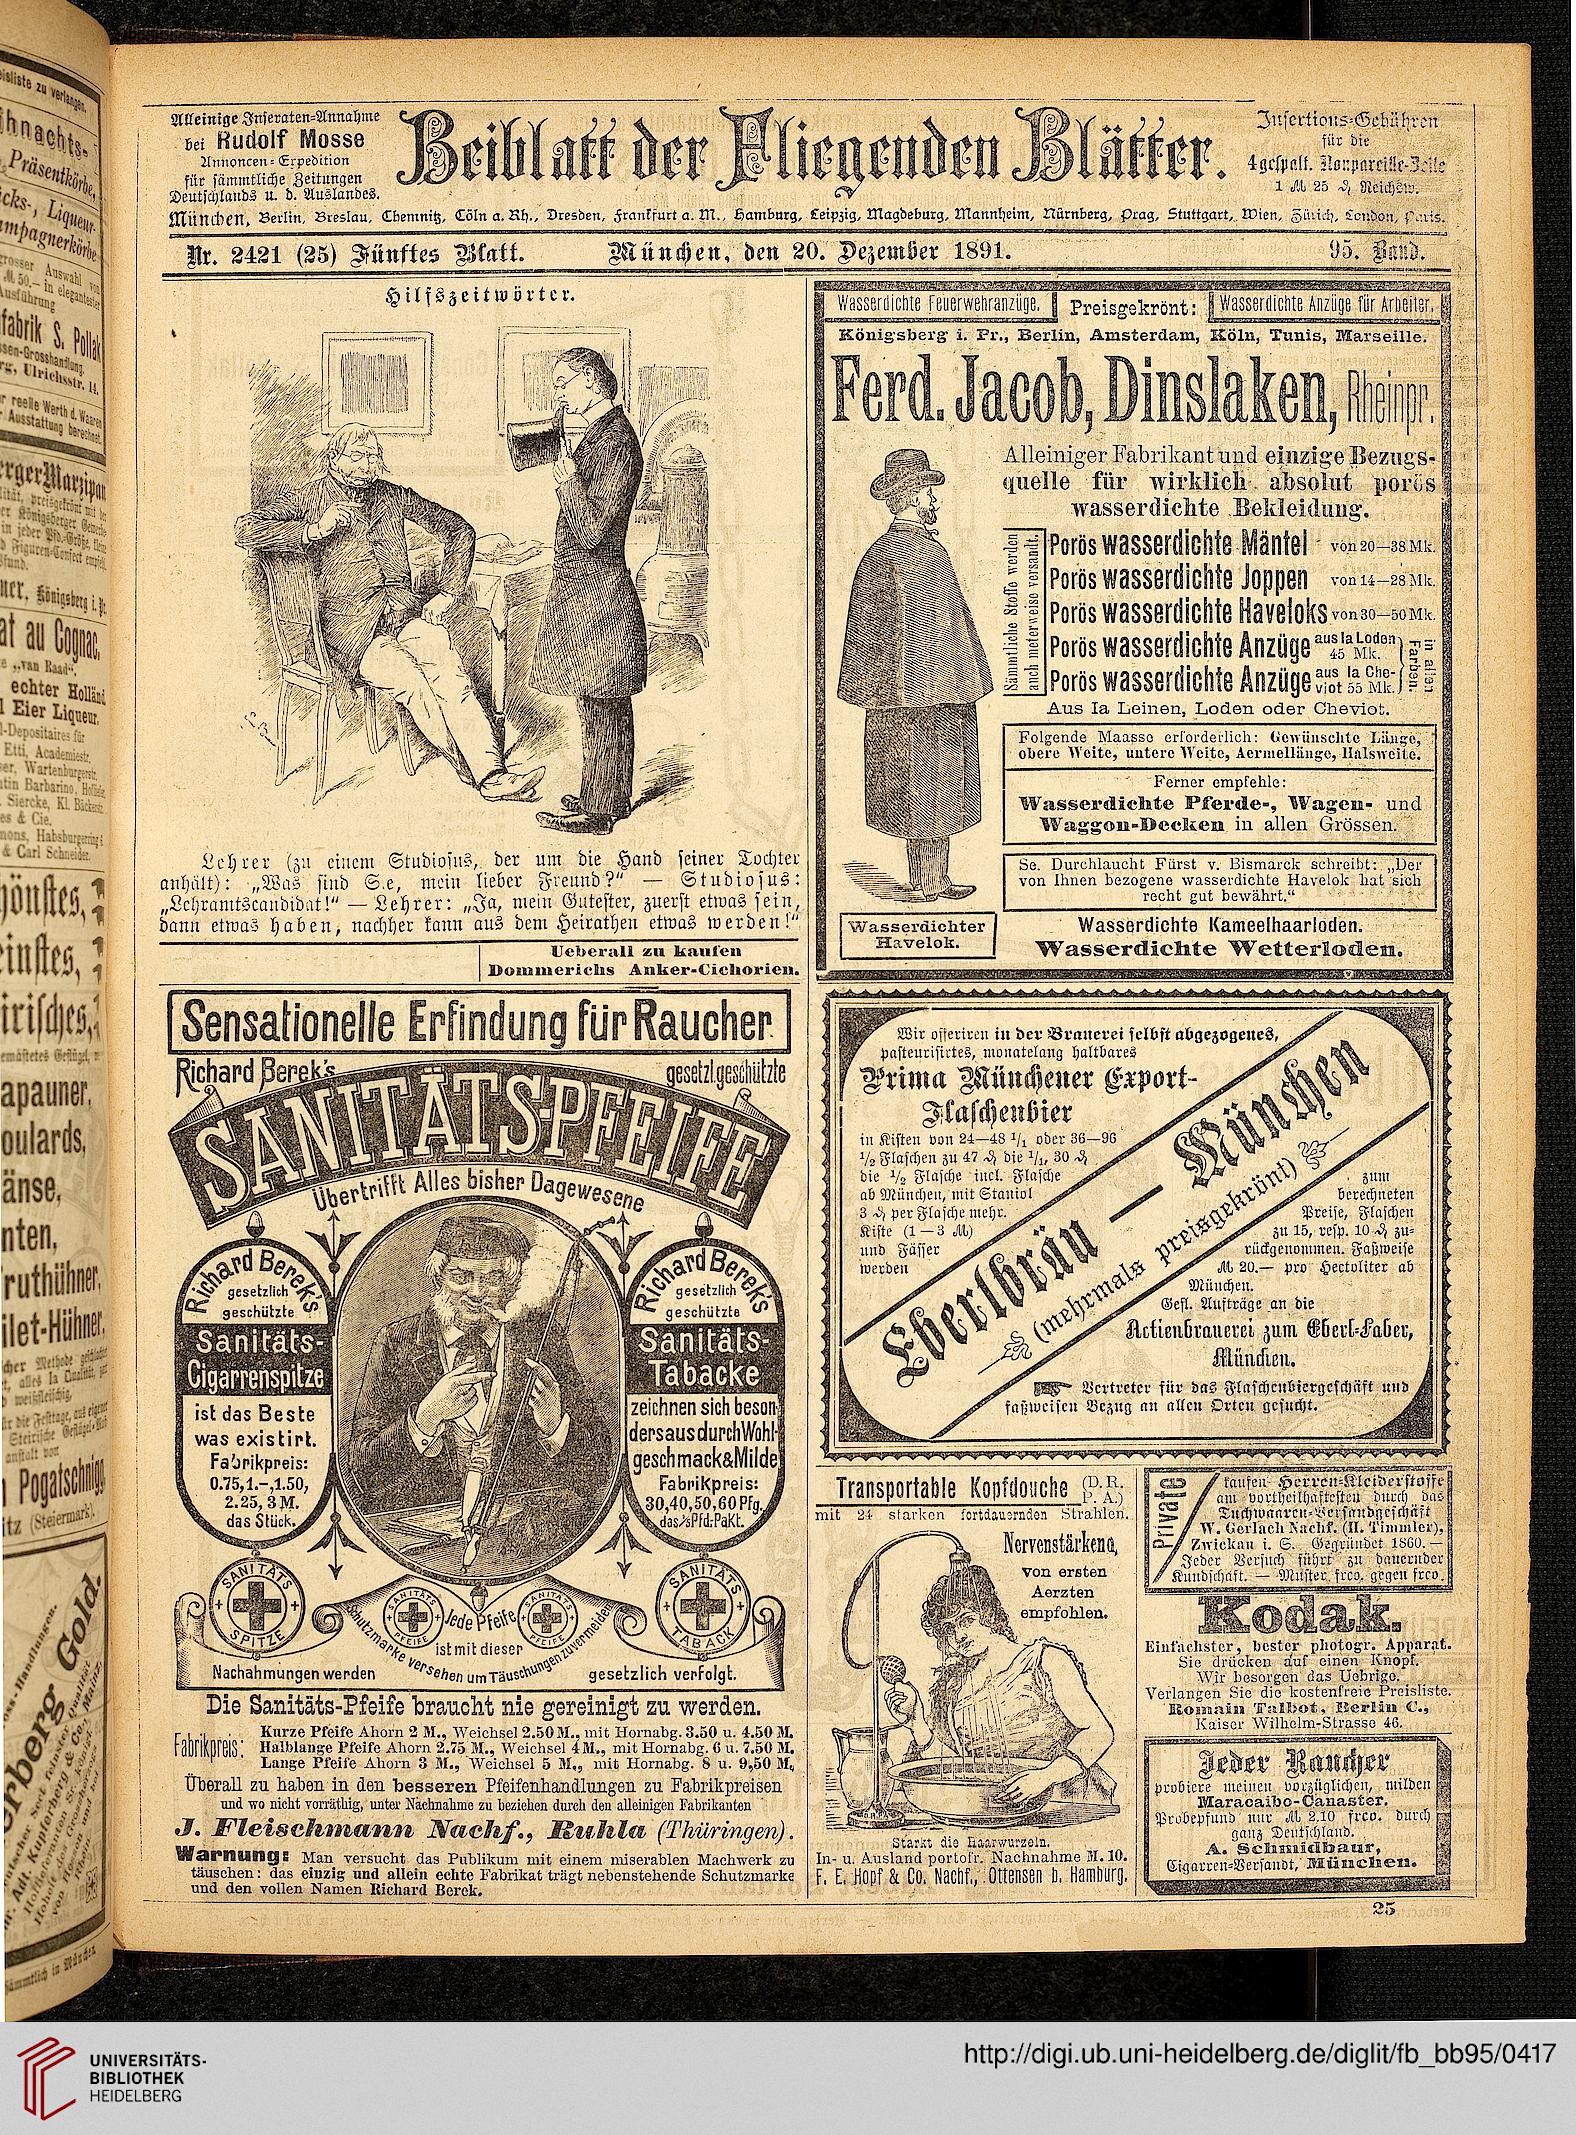 Alleinige Inseraten-Annahme
bei Rudolf Mosse
Annoncen-Expedition
für sämmtliche Zeitungen
Deutschlands u. d. Auslandes.
Beiblatt der Fliegenden Blätter.
Insertions-Gebühren
für die
4gespalt. Nonpareille-Zeile
1 M 25 ₰ Reichsw.
München, Berlin, Breslau, Chemnitz, Cöln a. Rh., Dresden, Frankfurt a. M., Hamburg, Leipzig, Magdeburg, Mannheim, Nürnberg, Prag, Stuttgart, Wien, Zürich, London, Paris.
Nr. 2421 (25) Fünftes Blatt. München, den 20. Dezember 1891. 95. Band.
Hilfszeitwörter.
Lehrer (zu einem Studiosus, der um die Hand seiner Tochter
anhält): „Was sind S.e, mein lieber Freund?“ — Studiosus:
„Lehramtscandidat!“ — Lehrer: „Ja, mein Gutester, zuerst etwas sein,
dann etwas haben, nachher kann aus dem Heirathen etwas werden!“
Ueberall zu kaufen
Dommerichs Anker-Cichorien.
Sensationelle Erfindung für Raucher
Richard Berek's gesetzl. geschützte
SANITÄTS-PFEIFE
Übertrifft Alles bisher Dagewesene
Richard Berek's
gesetzlich
geschützte
Sanitäts-
Cigarrenspitze
ist das Beste
was existirt.
Fabrikpreis:
0.75, 1.-, 1.50,
2.25, 3 M.
das Stück.
Richard Berek's
gesetzlich
geschützte
Sanitäts-
Tabacke
zeichnen sich beson-
ders aus durch Wohl-
geschmack & Milde
Fabrikpreis:
30, 40, 50, 60 Pfg.
das ½ Pfd.-Pakt.
SANITÄTS
SPITZE
SANITÄTS
PFEIFE
Jede Pfeife
SANITÄTS
PFEIFE
SANITÄTS
TABACK
ist mit dieser
Schutzmarke versehen um Täuschungen zu vermeiden
Nachahmungen werden gesetzlich verfolgt.
Die Sanitäts-Pfeife braucht nie gereinigt zu werden.
Fabrikpreis:
Kurze Pfeife Ahorn 2 M., Weichsel 2.50 M., mit Hornabg. 3.50 u. 4.50 M.
Halblange Pfeife Ahorn 2.75 M., Weichsel 4 M., mit Hornabg. 6 u. 7.50 M.
Lange Pfeife Ahorn 3 M., Weichsel 5 M., mit Hornabg. 8 u. 9,50 M.
Überall zu haben in den besseren Pfeifenhandlungen zu Fabrikpreisen
und wo nicht vorräthig, unter Nachnahme zu beziehen durch den alleinigen Fabrikanten
J. Fleischmann Nachf., Ruhla (Thüringen).
Warnung: Man versucht das Publikum mit einem miserablen Machwerk zu
täuschen: das einzig und allein echte Fabrikat trägt nebenstehende Schutzmarke
und den vollen Namen Richard Berek.
Wasserdichte Feuerwehranzüge. Preisgekrönt: Wasserdichte Anzüge für Arbeiter.
Königsberg i. Pr., Berlin, Amsterdam, Köln, Tunis, Marseille.
Ferd. Jacob, Dinslaken, Rheinpr.
Alleiniger Fabrikant und einzige Bezugs-
quelle für wirklich absolut porös
wasserdichte Bekleidung.
Sämmtliche Stoffe werden
auch meterweise versandt.
Porös wasserdichte Mäntel von 20—38 Mk.
Porös wasserdichte Joppen von 14—28 Mk.
Porös wasserdichte Haveloks von 30—50 Mk.
Porös wasserdichte Anzüge aus Ia Loden 45 Mk.
Porös wasserdichte Anzüge aus Ia Che-viot 55 Mk.
in allen
Farben.
Aus Ia Leinen, Loden oder Cheviot.
Folgende Maasse erforderlich: Gewünschte Länge,
obere Weite, untere Weite, Aermellänge, Halsweite.
Ferner empfehle:
Wasserdichte Pferde-, Wagen- und
Waggon-Decken in allen Grössen.
Se. Durchlaucht Fürst v. Bismarck schreibt: „Der
von Ihnen bezogene wasserdichte Havelok hat sich
recht gut bewährt.“
Wasserdichter
Havelok.
Wasserdichte Kameelhaarloden.
Wasserdichte Wetterloden.
Wir offeriren in der Brauerei selbst abgezogenes,
pasteurisirtes, monatelang haltbares
Prima Münchener Export-
Flaschenbier
in Kisten von 24—48 1/1 oder 36—96
1/2 Flaschen zu 47 ₰ die 1/1, 30 ₰
die 1/2 Flasche incl. Flasche
ab München, mit Staniol
3 ₰ per Flasche mehr.
Kiste (1—3 M)
und Fässer
werden
Eberlbräu — München
(mehrmals preisgekrönt)
zum
berechneten
Preise, Flaschen
zu 15, resp. 10 ₰ zu-
rückgenommen. Faßweise
M 20.— pro Hectoliter ab
München.
Gefl. Aufträge an die
Actienbrauerei zum Eberl-Faber,
München.
Vertreter für das Flaschenbiergeschäft und
faßweisen Bezug an allen Orten gesucht.
Transportable Kopfdouche (D. R. P. A.)
mit 24 starken fortdauernden Strahlen.
Nervenstärkend,
von ersten
Aerzten
empfohlen.
Stärkt die Haarwurzeln.
In- u. Ausland portofr. Nachnahme M. 10.
F. E. Hopf & Co. Nachf., Ottensen b. Hamburg.
Private
kaufen Herren-Kleiderstoffe
am vortheilhaftesten durch das
Tuchwaaren-Versandgeschäft
W. Gerlach Nachf. (H. Timmler),
Zwickau i. S. Gegründet 1860.—
Jeder Versuch führt zu dauernder
Kundschaft. — Muster frco. gegen frco.
Kodak.
Einfachster, bester photogr. Apparat.
Sie drücken auf einen Knopf.
Wir besorgen das Uebrige.
Verlangen Sie die kostenfreie Preisliste.
Romain Talbot, Berlin C.,
Kaiser Wilhelm-Strasse 46.
Jeder Raucher
probiere meinen vorzüglichen, milden
Maracaibo-Canaster.
Probepfund nur M 2.10 frco. durch
ganz Deutschland.
A. Schmidbaur,
Cigarren-Versandt, München.
25
UNIVERSITÄTS-
BIBLIOTHEK
HEIDELBERG
http://digi.ub.uni-heidelberg.de/diglit/fb_bb95/0417